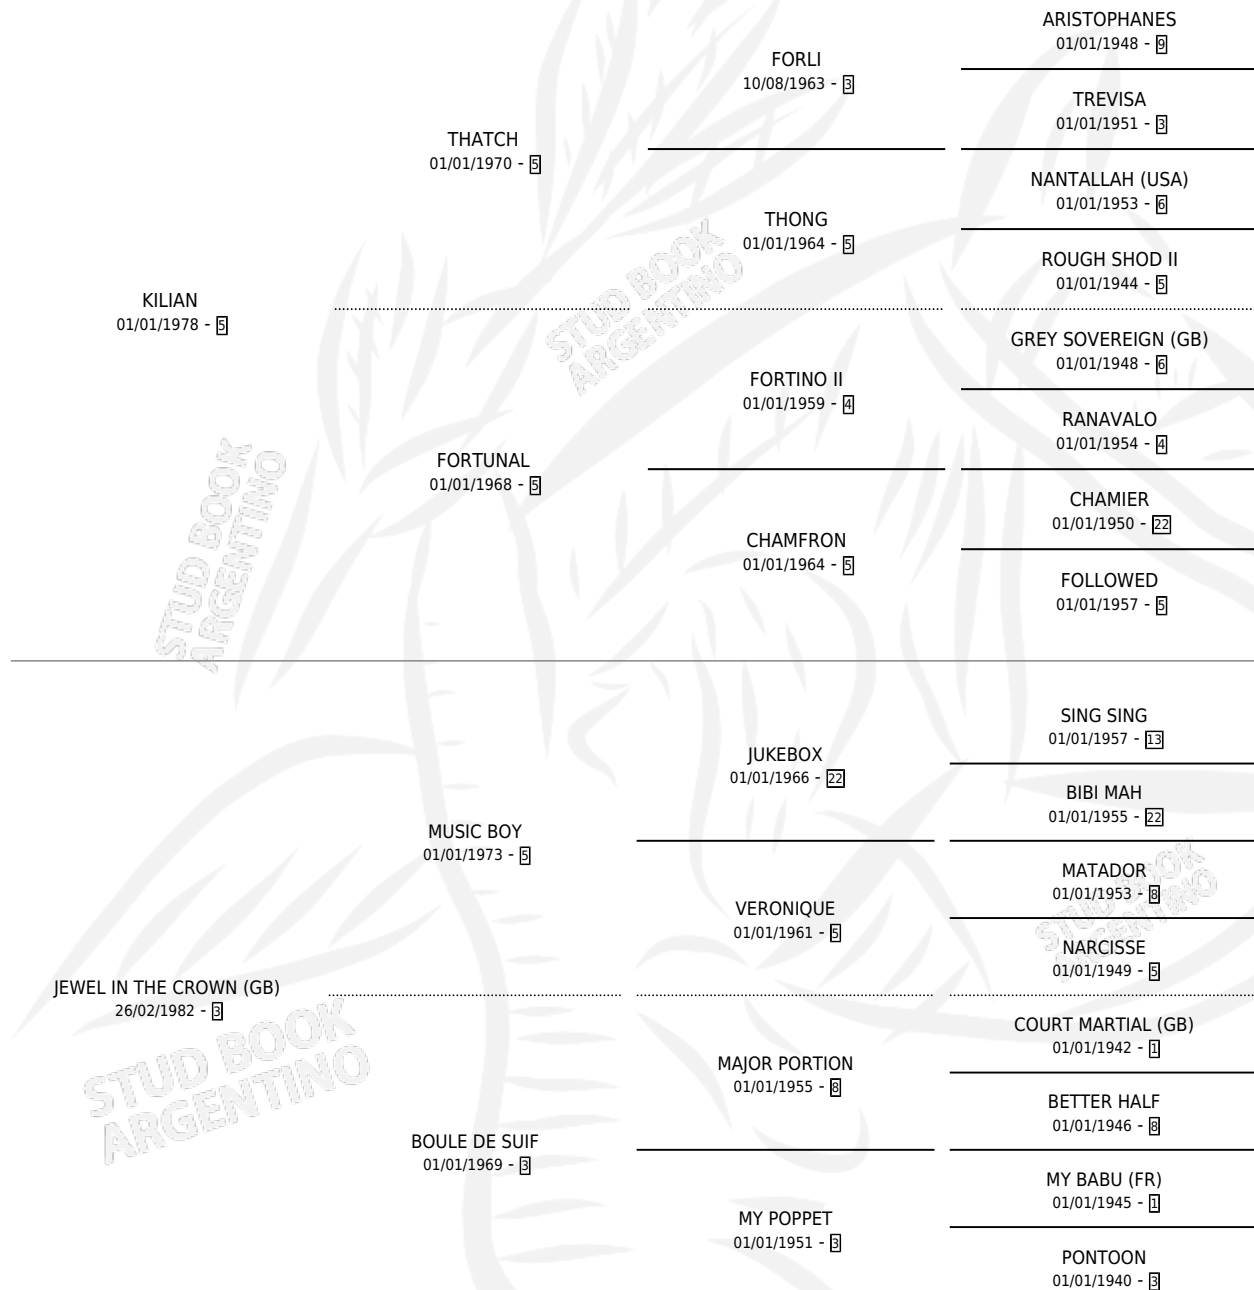 ARISTOPHANES
01/01/1948 - 9
FORLI
10/08/1963 - 3
TREVISA
01/01/1951 - 3
THATCH
01/01/1970 - 5
NANTALLAH (USA)
01/01/1953 - 6
THONG
01/01/1964 - 5
ROUGH SHOD II
01/01/1944 - 5
KILIAN
01/01/1978 - 5
STUD BOOK
ARGENTINO
GREY SOVEREIGN (GB)
01/01/1948 - 6
FORTINO II
01/01/1959 - 4
RANAVALO
01/01/1954 - 4
FORTUNAL
01/01/1968 - 5
CHAMIER
01/01/1950 - 22
CHAMFRON
01/01/1964 - 5
FOLLOWED
01/01/1957 - 5
STUD BOOK
ARGENTINO
SING SING
01/01/1957 - 13
JUKEBOX
01/01/1966 - 22
BIBI MAH
01/01/1955 - 22
MUSIC BOY
01/01/1973 - 5
MATADOR
01/01/1953 - 8
VERONIQUE
01/01/1961 - 5
NARCISSE
01/01/1949 - 5
STUD BOOK
ARGENTINO
JEWEL IN THE CROWN (GB)
26/02/1982 - 3
COURT MARTIAL (GB)
01/01/1942 - 1
MAJOR PORTION
01/01/1955 - 8
BETTER HALF
01/01/1946 - 8
STUD BOOK
ARGENTINO
BOULE DE SUIF
01/01/1969 - 3
MY BABU (FR)
01/01/1945 - 1
MY POPPET
01/01/1951 - 3
PONTOON
01/01/1940 - 3